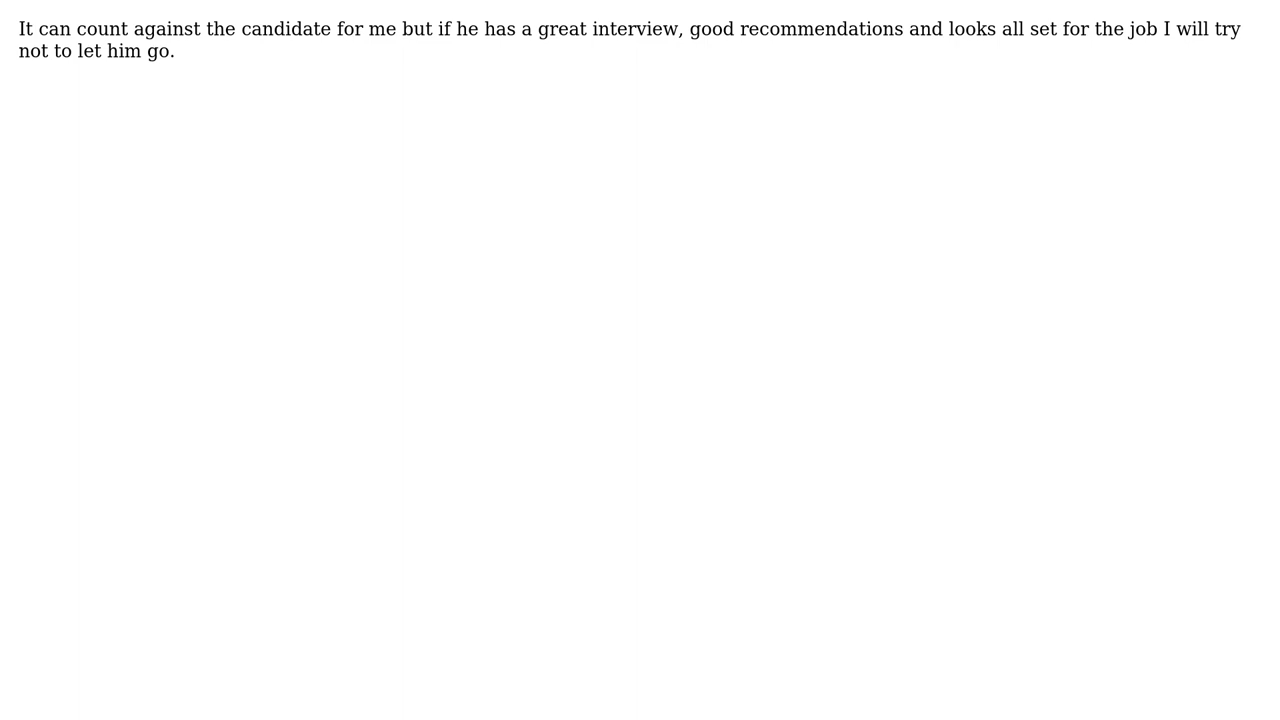 It can count against the candidate for me but if he has a great interview, good recommendations and looks all set for the job I will try
not to let him go.